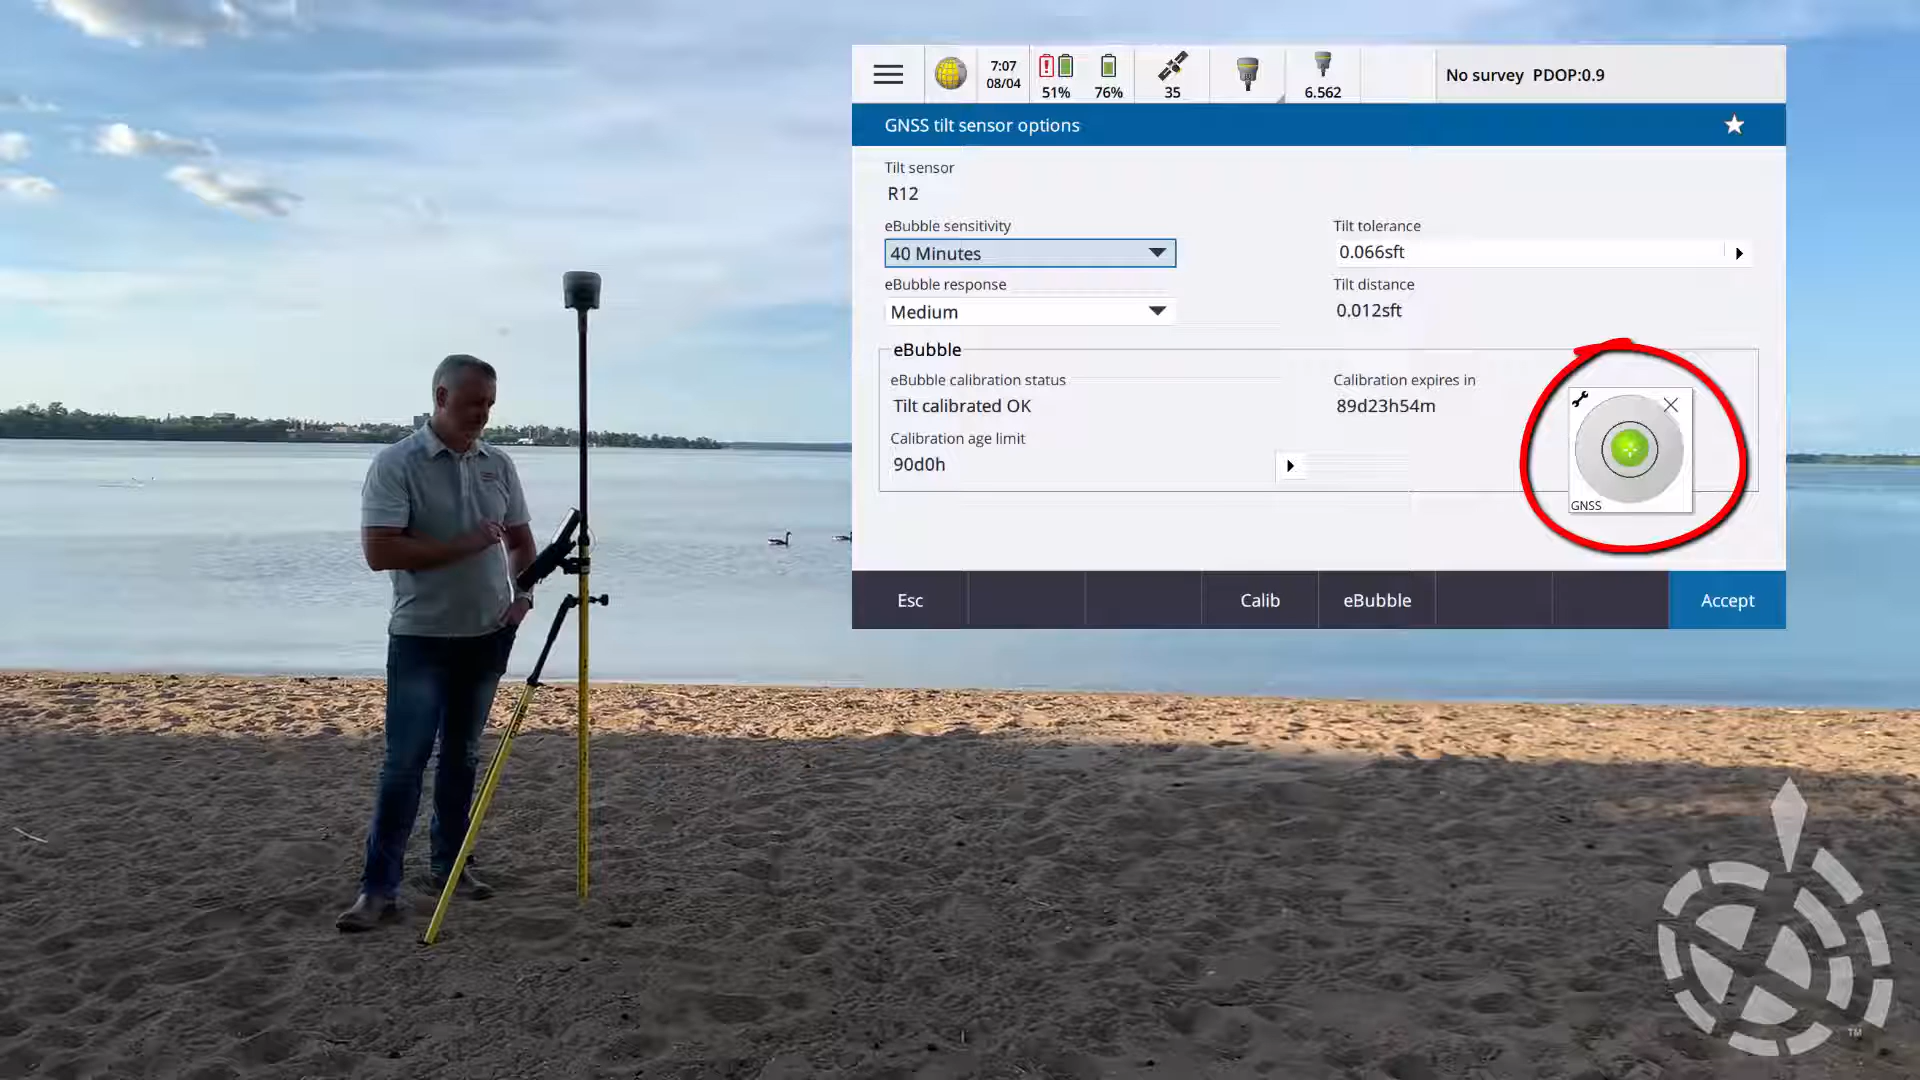 7:07
08/04
51%
76%
35
6.562
No survey PDOP:0.9
GNSS tilt sensor options
Tilt sensor
R12
eBubble sensitivity
40 Minutes
Tilt tolerance
0.066sft
eBubble response
Medium
Tilt distance
0.012sft
eBubble
eBubble calibration status
Tilt calibrated OK
Calibration expires in
89d23h54m
Calibration age limit
90d0h
GNSS
Esc
Calib
eBubble
Accept
TM